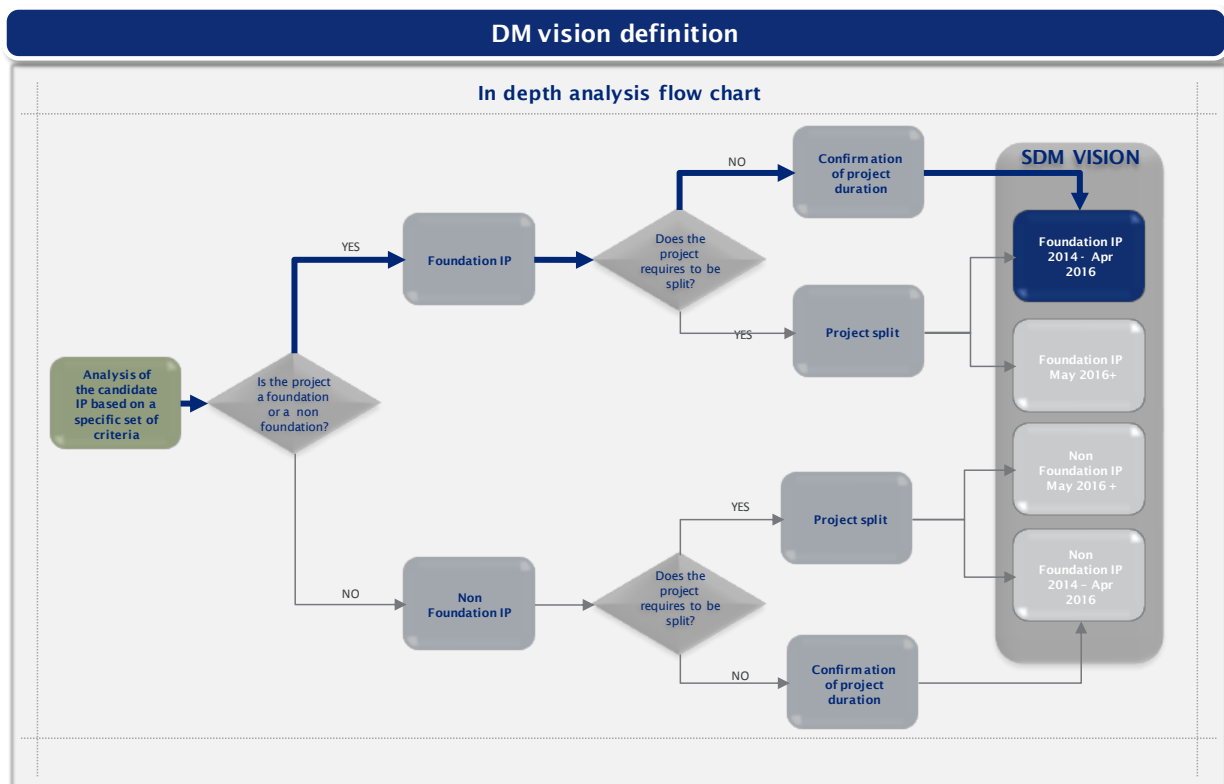 DM vision definition
In depth analysis flow chart
NO
Confirmation
of project
duration
SDM VISION
YES
Foundation IP
Does the
project
requires to be
split?
Foundation IP
2014 - Apr
2016
YES
Project split
Analysis of
the candidate
IP based on a
specific set of
criteria
Is the project
a foundation
or a non
foundation?
Foundation IP
May 2016+
Non
Foundation IP
May 2016 +
YES
Project split
NO
Non
Foundation IP
Does the
project
requires to be
split?
Non
Foundation IP
2014 – Apr
2016
NO
Confirmation
of project
duration